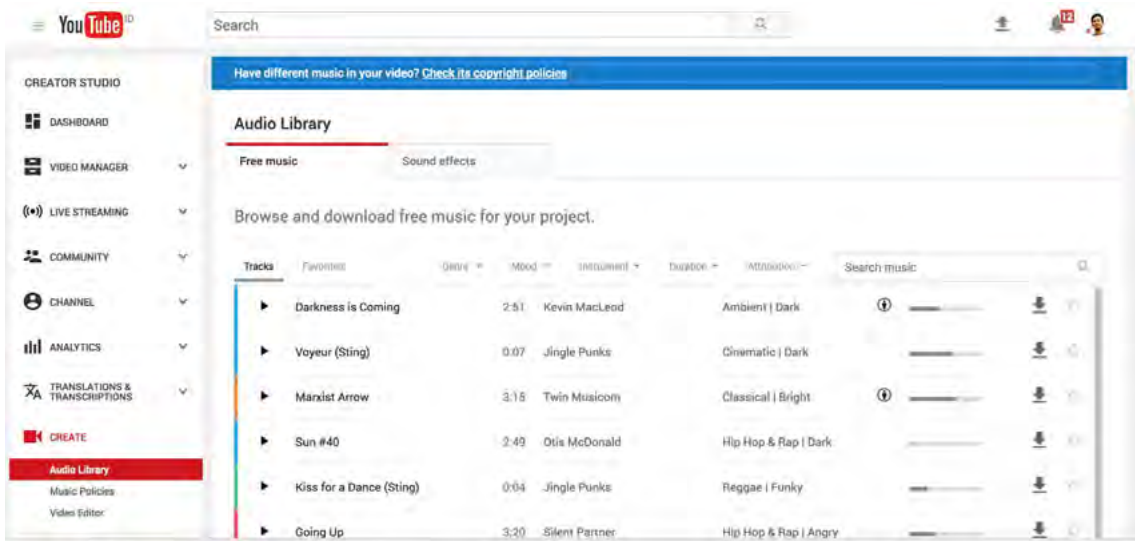 YouTube ID
Search
12
CREATOR STUDIO
DASHBOARD
VIDEO MANAGER
LIVE STREAMING
COMMUNITY
CHANNEL
ANALYTICS
TRANSLATIONS &
TRANSCRIPTIONS
CREATE
Audio Library
Music Policies
Video Editor
Have different music in your video? Check its copyright policies
Audio Library
Free music Sound effects
Browse and download free music for your project.
Tracks Favorites Genre Mood Instrument Duration Attribution Search music
Darkness is Coming 2:51 Kevin MacLeod Ambient | Dark
Voyeur (Sting) 0:07 Jingle Punks Cinematic | Dark
Marxist Arrow 3:15 Twin Musicom Classical | Bright
Sun #40 2:49 Otis McDonald Hip Hop & Rap | Dark
Kiss for a Dance (Sting) 0:04 Jingle Punks Reggae | Funky
Going Up 3:20 Silent Partner Hip Hop & Rap | Angry